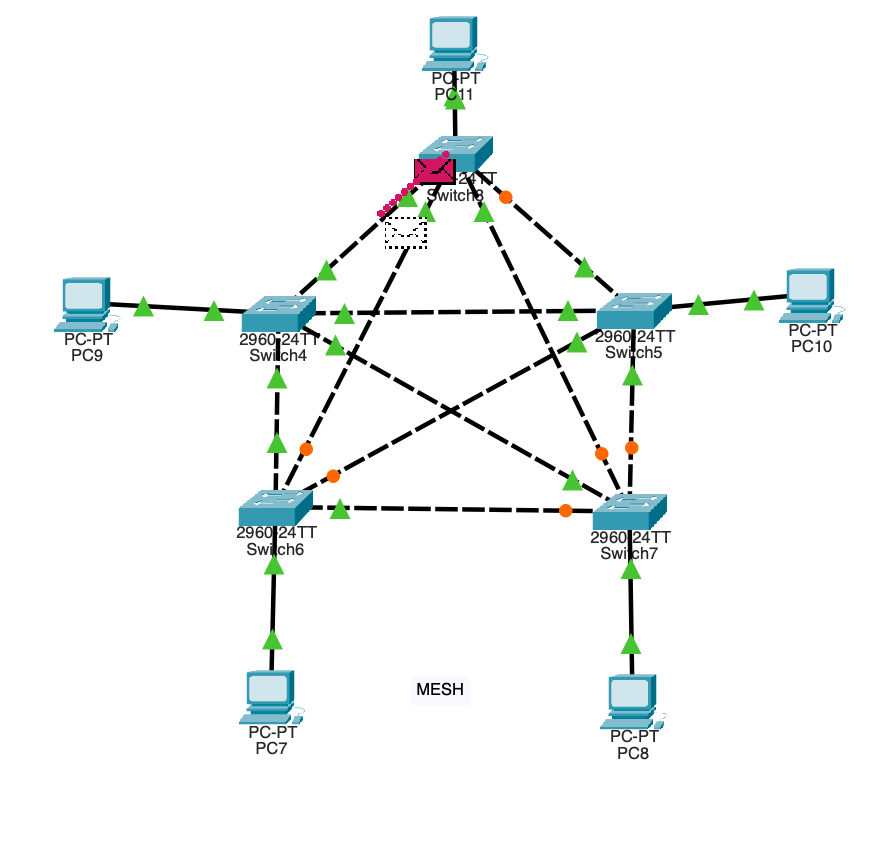 PC-PT
PC11
-24TT
Switch8
PC-PT
PC9
2960-24TT
Switch4
2960-24TT
Switch5
PC-PT
PC10
2960-24TT
Switch6
2960-24TT
Switch7
MESH
PC-PT
PC7
PC-PT
PC8